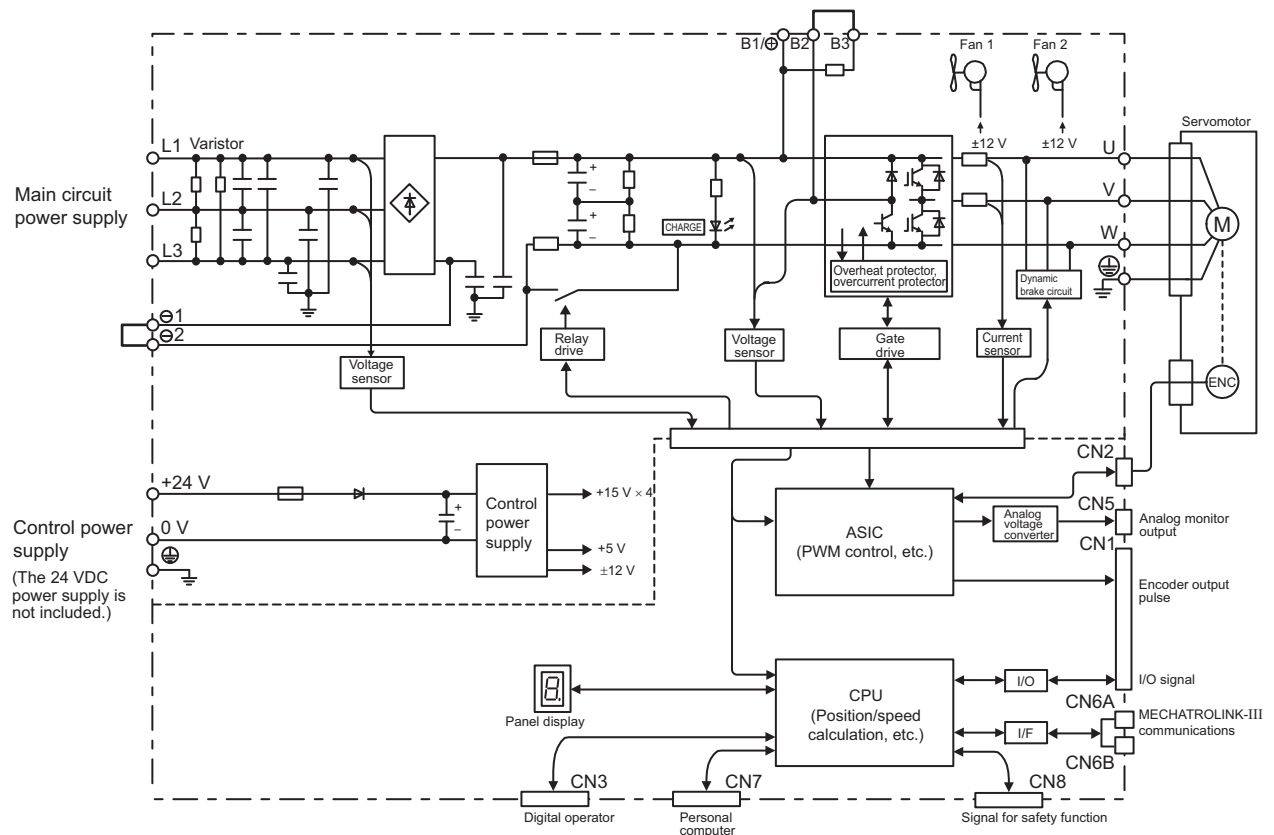 B1/⊕ B2 B3
Fan 1 Fan 2
±12 V ±12 V
Servomotor
L1 Varistor
U
Main circuit
power supply
L2
V
M
CHARGE
W
L3
Overheat protector,
overcurrent protector
Dynamic
brake circuit
⊖1
⊖2
Relay
drive
Voltage
sensor
Gate
drive
Current
sensor
Voltage
sensor
ENC
+
–
+
–
CN2
+24 V
Control
power
supply
+15 V × 4
+5 V
±12 V
+
–
Control power
supply
(The 24 VDC
power supply is
not included.)
0 V
ASIC
(PWM control, etc.)
Analog
voltage
converter
CN5
Analog monitor
output
CN1
Encoder output
pulse
8.
Panel display
CPU
(Position/speed
calculation, etc.)
I/O
I/O signal
CN6A
I/F
MECHATROLINK-III
communications
CN6B
CN3
CN7
CN8
Digital operator
Personal
computer
Signal for safety function